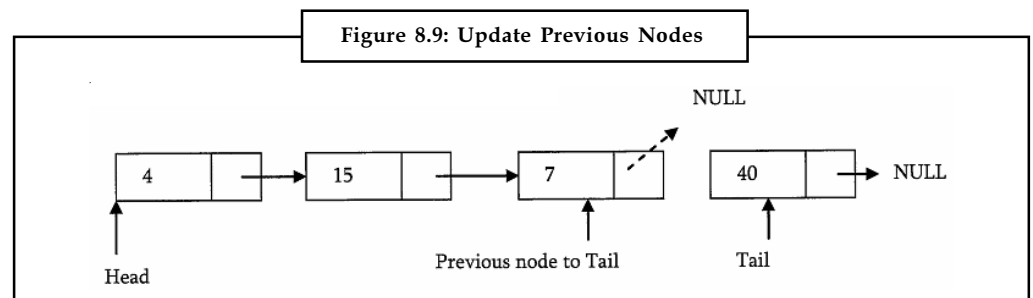 Figure 8.9: Update Previous Nodes
NULL
4 15 7 40 NULL
Previous node to Tail Tail
Head